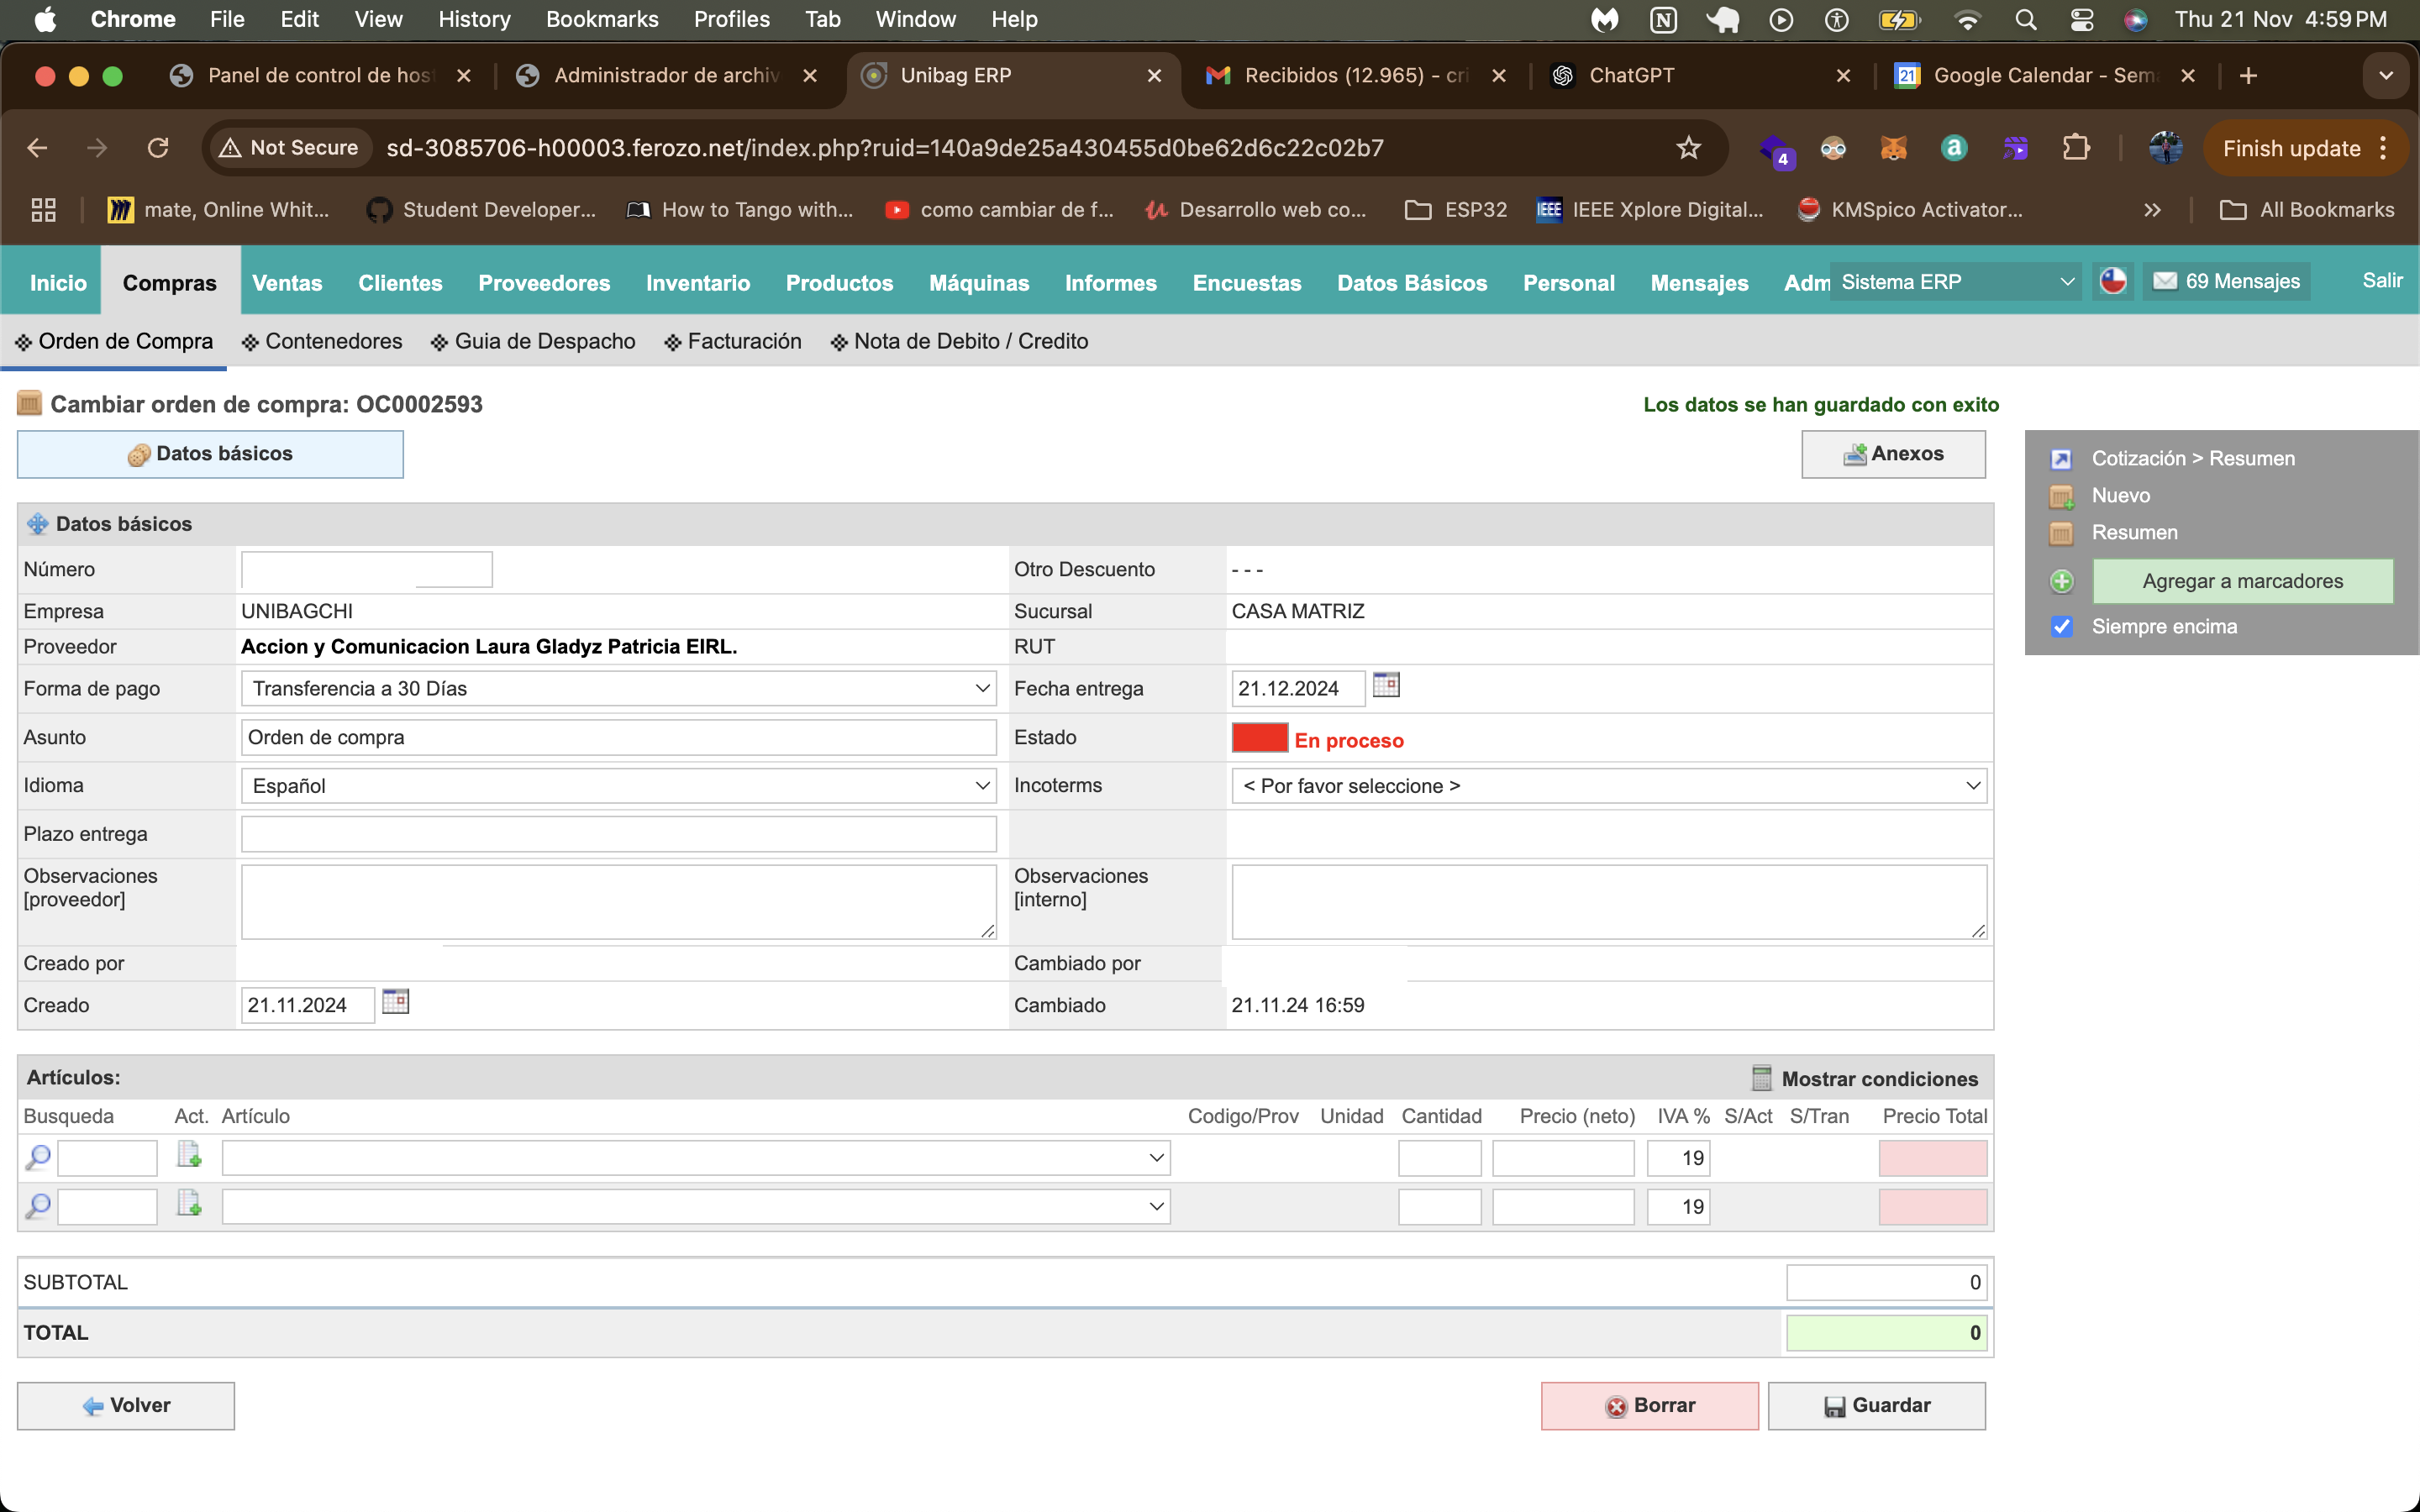 Chrome File Edit View History Bookmarks Profiles Tab Window Help Thu 21 Nov 4:59 PM
Panel de control de host Administrador de archiv Unibag ERP Recibidos (12.965) - cri ChatGPT 21 Google Calendar - Sem
Not Secure sd-3085706-h00003.ferozo.net/index.php?ruid=140a9de25a430455d0be62d6c22c02b7 4 a Finish update
mate, Online Whit... Student Developer... How to Tango with... como cambiar de f... Desarrollo web co... ESP32 IEEE IEEE Xplore Digital... KMSpico Activator... » All Bookmarks
Inicio Compras Ventas Clientes Proveedores Inventario Productos Máquinas Informes Encuestas Datos Básicos Personal Mensajes Adm Sistema ERP 69 Mensajes Salir
Orden de Compra Contenedores Guia de Despacho Facturación Nota de Debito / Credito
Cambiar orden de compra: OC0002593 Los datos se han guardado con exito
Datos básicos Anexos
Cotización > Resumen
Nuevo
Resumen
Agregar a marcadores
Siempre encima
Datos básicos
Número Otro Descuento - - -
Empresa UNIBAGCHI Sucursal CASA MATRIZ
Proveedor Accion y Comunicacion Laura Gladyz Patricia EIRL. RUT
Forma de pago Transferencia a 30 Días Fecha entrega 21.12.2024
Asunto Orden de compra Estado En proceso
Idioma Español Incoterms < Por favor seleccione >
Plazo entrega
Observaciones [proveedor] Observaciones [interno]
Creado por Cambiado por
Creado 21.11.2024 Cambiado 21.11.24 16:59
Artículos: Mostrar condiciones
Busqueda Act. Artículo Codigo/Prov Unidad Cantidad Precio (neto) IVA % S/Act S/Tran Precio Total
19
19
SUBTOTAL 0
TOTAL 0
Volver Borrar Guardar